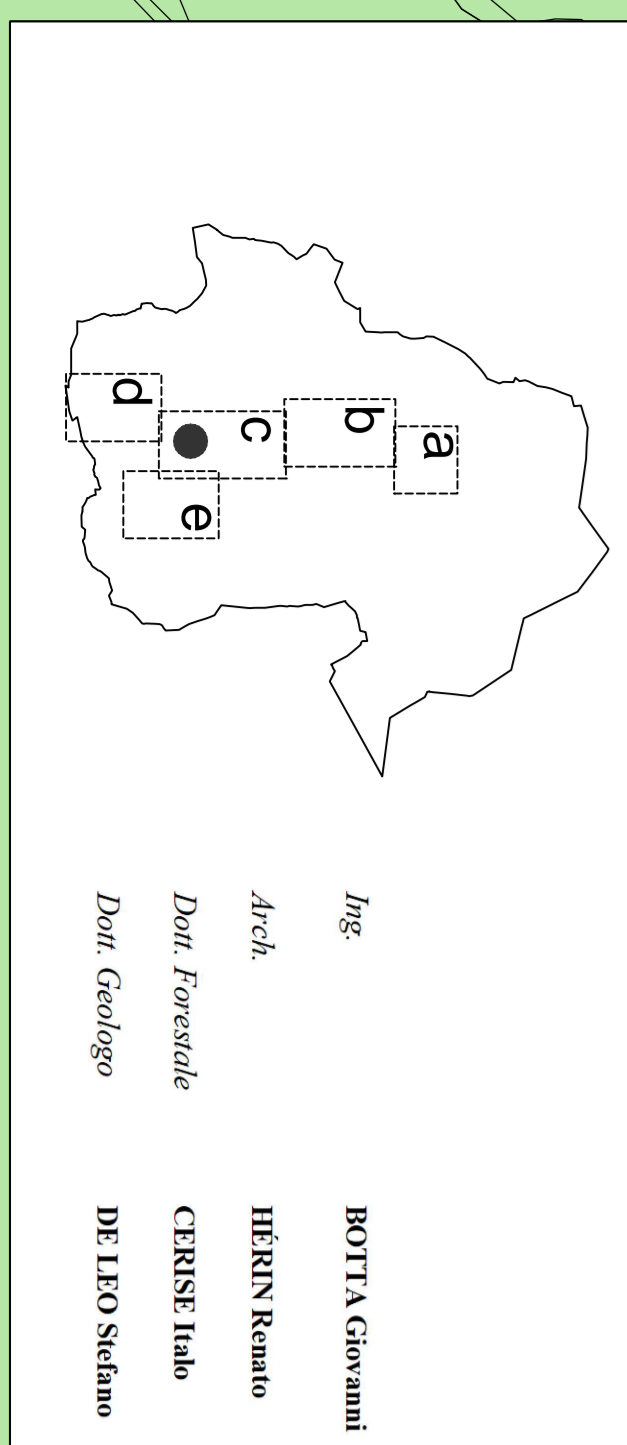 a
b
c
d
e
Ing. BOTTA Giovanni
Arch. HÉRIN Renato
Dott. Forestale CERISE Italo
Dott. Geologo DE LEO Stefano